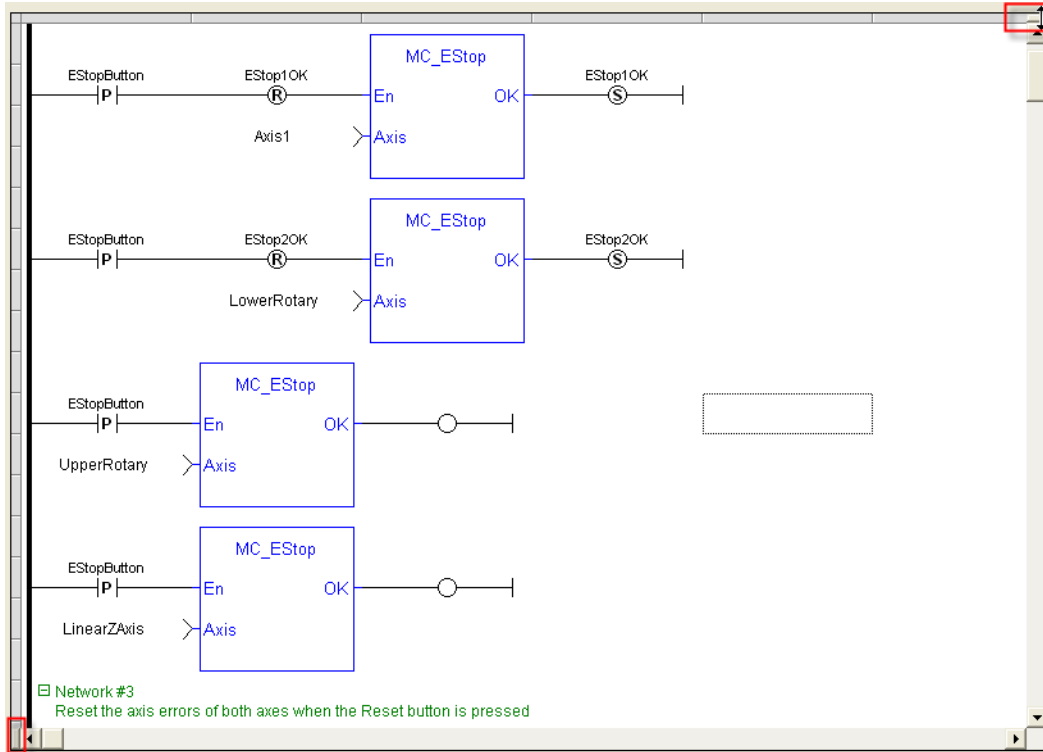 MC_EStop
EStopButton EStop1OK EStop1OK
P R En OK S
Axis1 Axis
MC_EStop
EStopButton EStop2OK EStop2OK
P R En OK S
LowerRotary Axis
MC_EStop
EStopButton
P En OK
UpperRotary Axis
MC_EStop
EStopButton
P En OK
LinearZAxis Axis
Network #3
Reset the axis errors of both axes when the Reset button is pressed